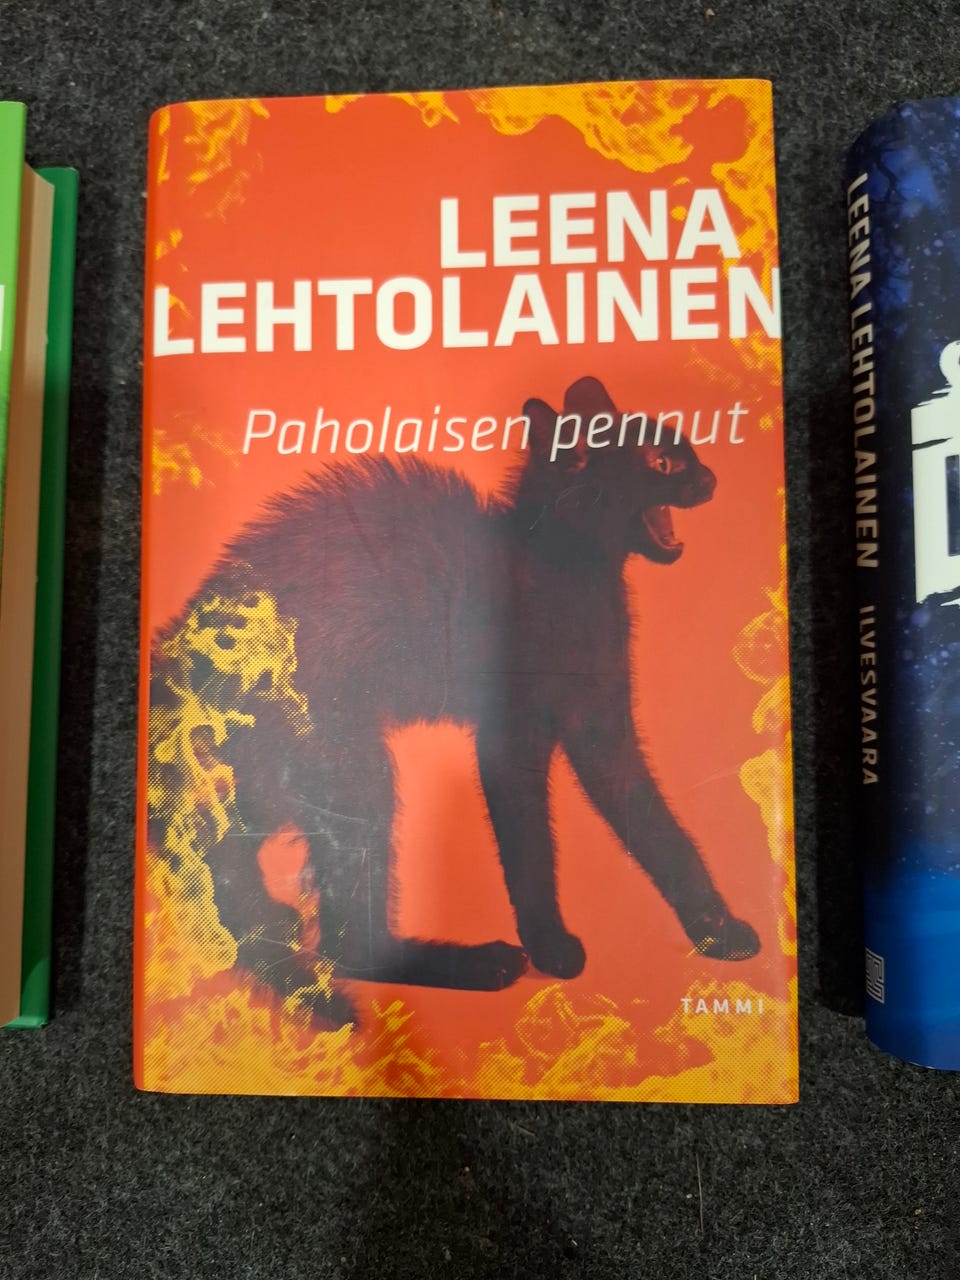 LEENA
LEHTOLAINEN
Paholaisen pennut
TAMMI
LEENA LEHTOLAINEN ILVESVAARA